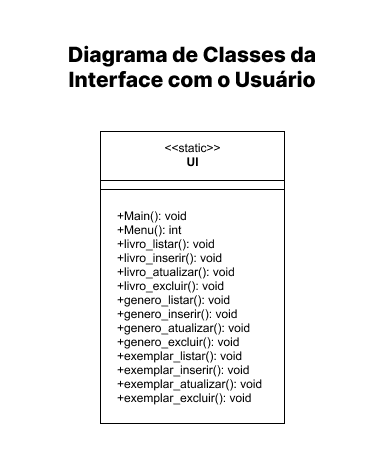 Diagrama de Classes da
Interface com o Usuário
<<static>>
UI
+Main(): void
+Menu(): int
+livro_listar(): void
+livro_inserir(): void
+livro_atualizar(): void
+livro_excluir(): void
+genero_listar(): void
+genero_inserir(): void
+genero_atualizar(): void
+genero_excluir(): void
+exemplar_listar(): void
+exemplar_inserir(): void
+exemplar_atualizar(): void
+exemplar_excluir(): void